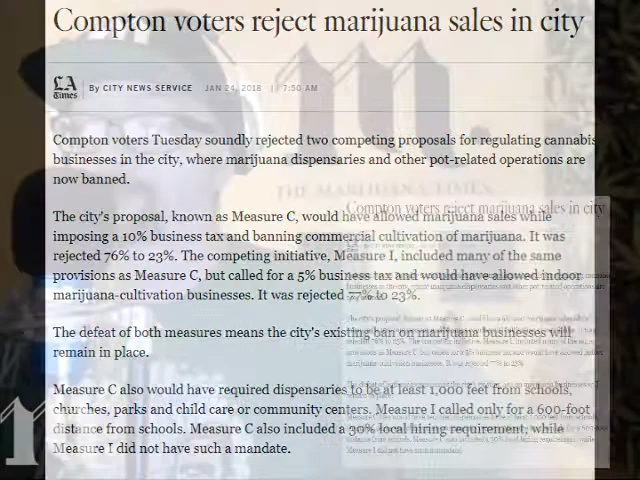 Compton voters reject marijuana sales in city
LA Times
By CITY NEWS SERVICE JAN 24, 2018 | 7:50 AM
Compton voters Tuesday soundly rejected two competing proposals for regulating cannabis
businesses in the city, where marijuana dispensaries and other pot-related operations are
now banned.
THE MARIJUANA TIMES
The city's proposal, known as Measure C, would have allowed marijuana sales while
imposing a 10% business tax and banning commercial cultivation of marijuana. It was
rejected 76% to 23%. The competing initiative, Measure I, included many of the same
provisions as Measure C, but called for a 5% business tax and would have allowed indoor
marijuana-cultivation businesses. It was rejected 77% to 23%.
The defeat of both measures means the city's existing ban on marijuana businesses will
remain in place.
Measure C also would have required dispensaries to be at least 1,000 feet from schools,
churches, parks and child care or community centers. Measure I called only for a 600-foot
distance from schools. Measure C also included a 30% local hiring requirement, while
Measure I did not have such a mandate.
Compton voters reject marijuana sales in city